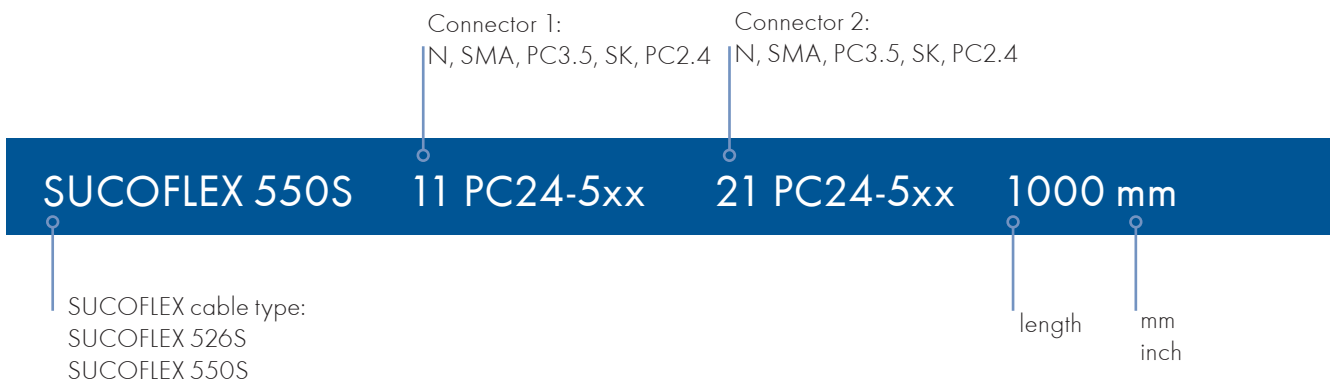 Connector 1:
N, SMA, PC3.5, SK, PC2.4
Connector 2:
N, SMA, PC3.5, SK, PC2.4
SUCOFLEX 550S 11 PC24-5xx 21 PC24-5xx 1000 mm
SUCOFLEX cable type:
SUCOFLEX 526S
SUCOFLEX 550S
length
mm
inch